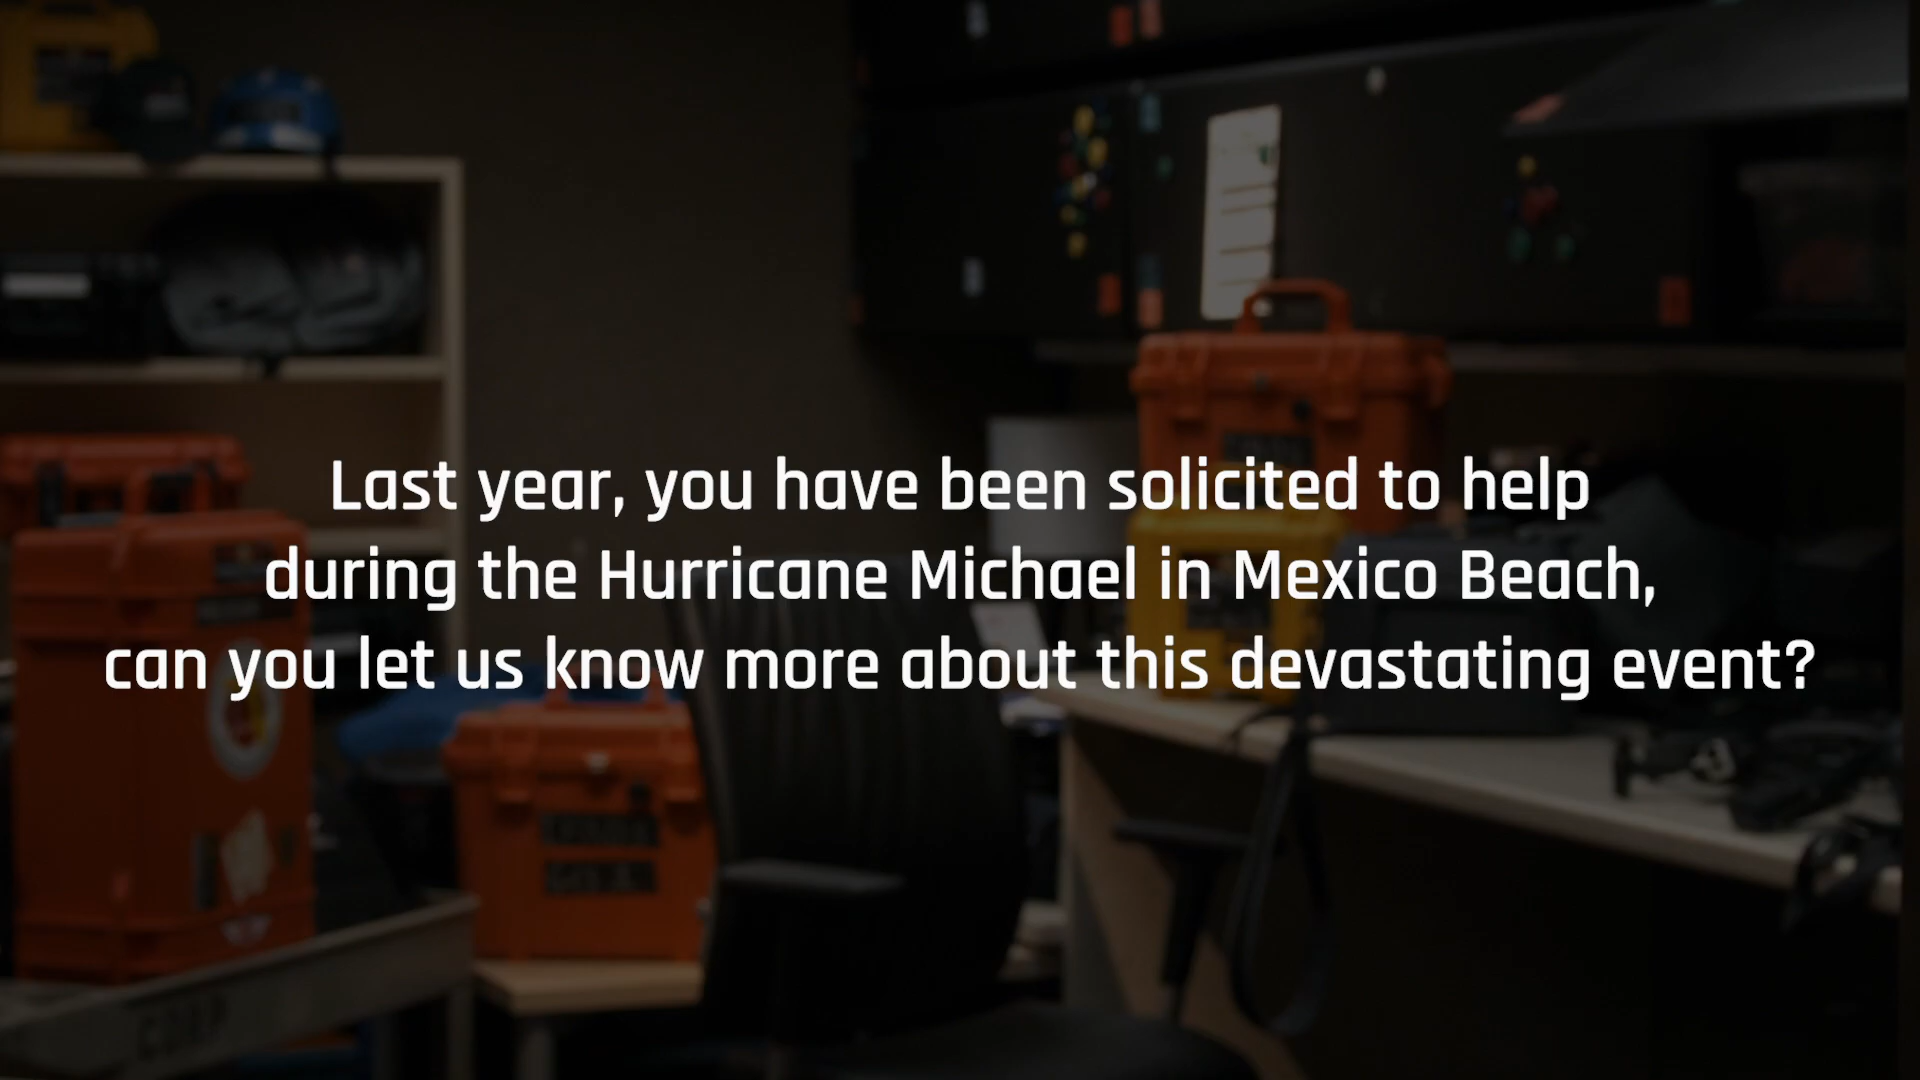 Last year, you have been solicited to help
during the Hurricane Michael in Mexico Beach,
can you let us know more about this devastating event?